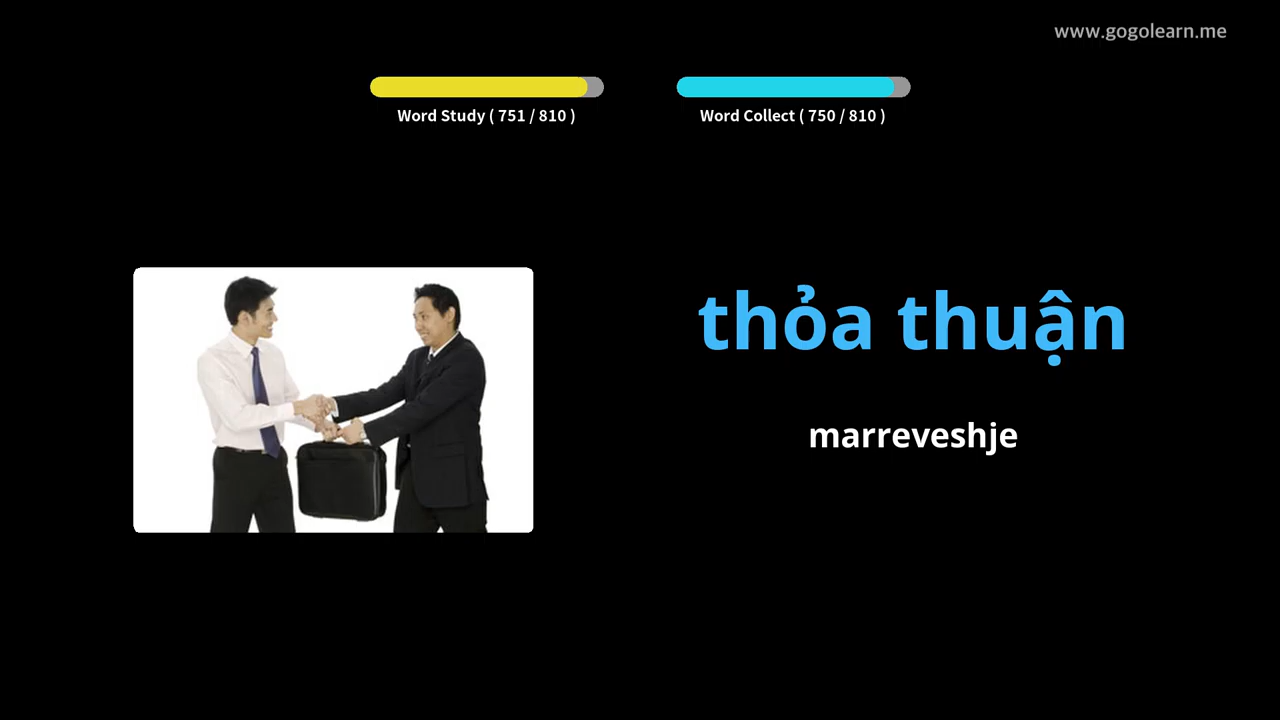 www.gogolearn.me
Word Study ( 751 / 810 )
Word Collect ( 750 / 810 )
thỏa thuận
marreveshje